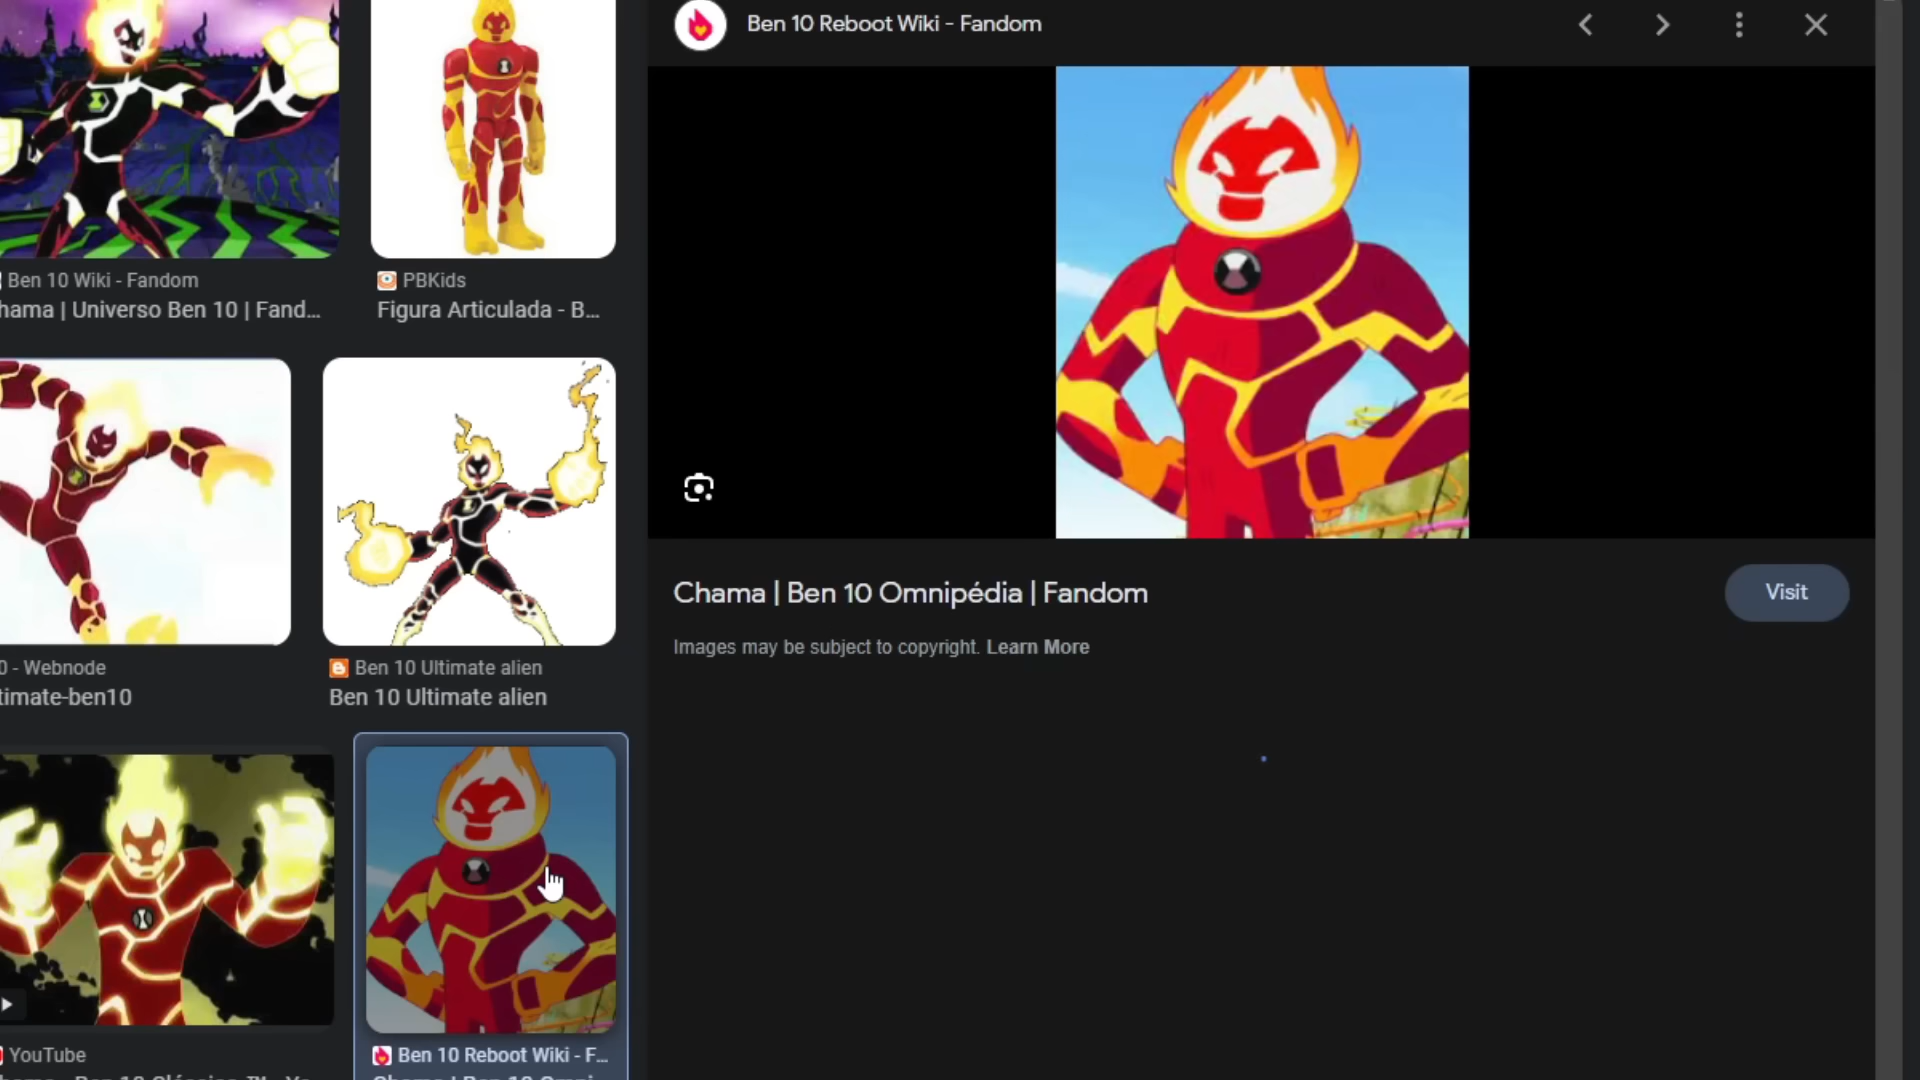 Ben 10 Reboot Wiki - Fandom
Ben 10 Wiki - Fandom
hama | Universo Ben 10 | Fand...
PBKids
Figura Articulada - B...
Chama | Ben 10 Omnipédia | Fandom
Visit
Images may be subject to copyright. Learn More
0 - Webnode
timate-ben10
Ben 10 Ultimate alien
Ben 10 Ultimate alien
YouTube
Ben 10 Reboot Wiki - F...